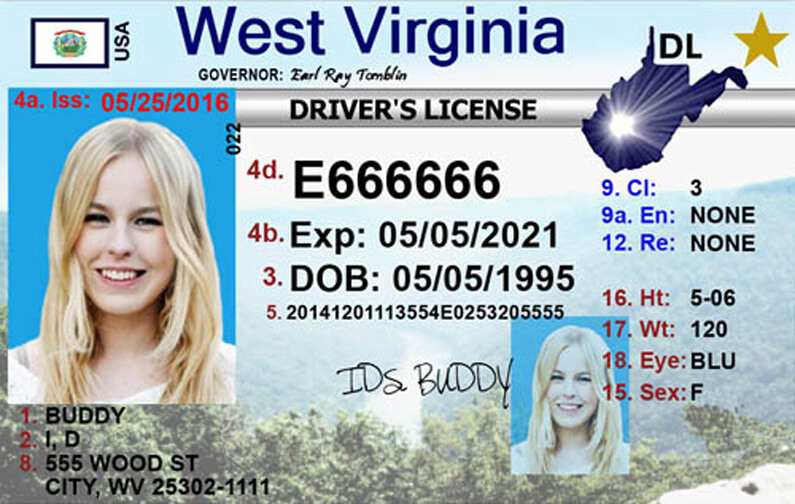 USA
West Virginia
DL
GOVERNOR: Earl Ray Tomblin
4a. Iss: 05/25/2016
DRIVER'S LICENSE
022
4d. E666666
9. Cl: 3
4b. Exp: 05/05/2021
9a. En: NONE
12. Re: NONE
3. DOB: 05/05/1995
5. 20141201113554E0253205555
16. Ht: 5-06
17. Wt: 120
18. Eye: BLU
15. Sex: F
IDs BUDDY
1. BUDDY
2. I, D
8. 555 WOOD ST
CITY, WV 25302-1111